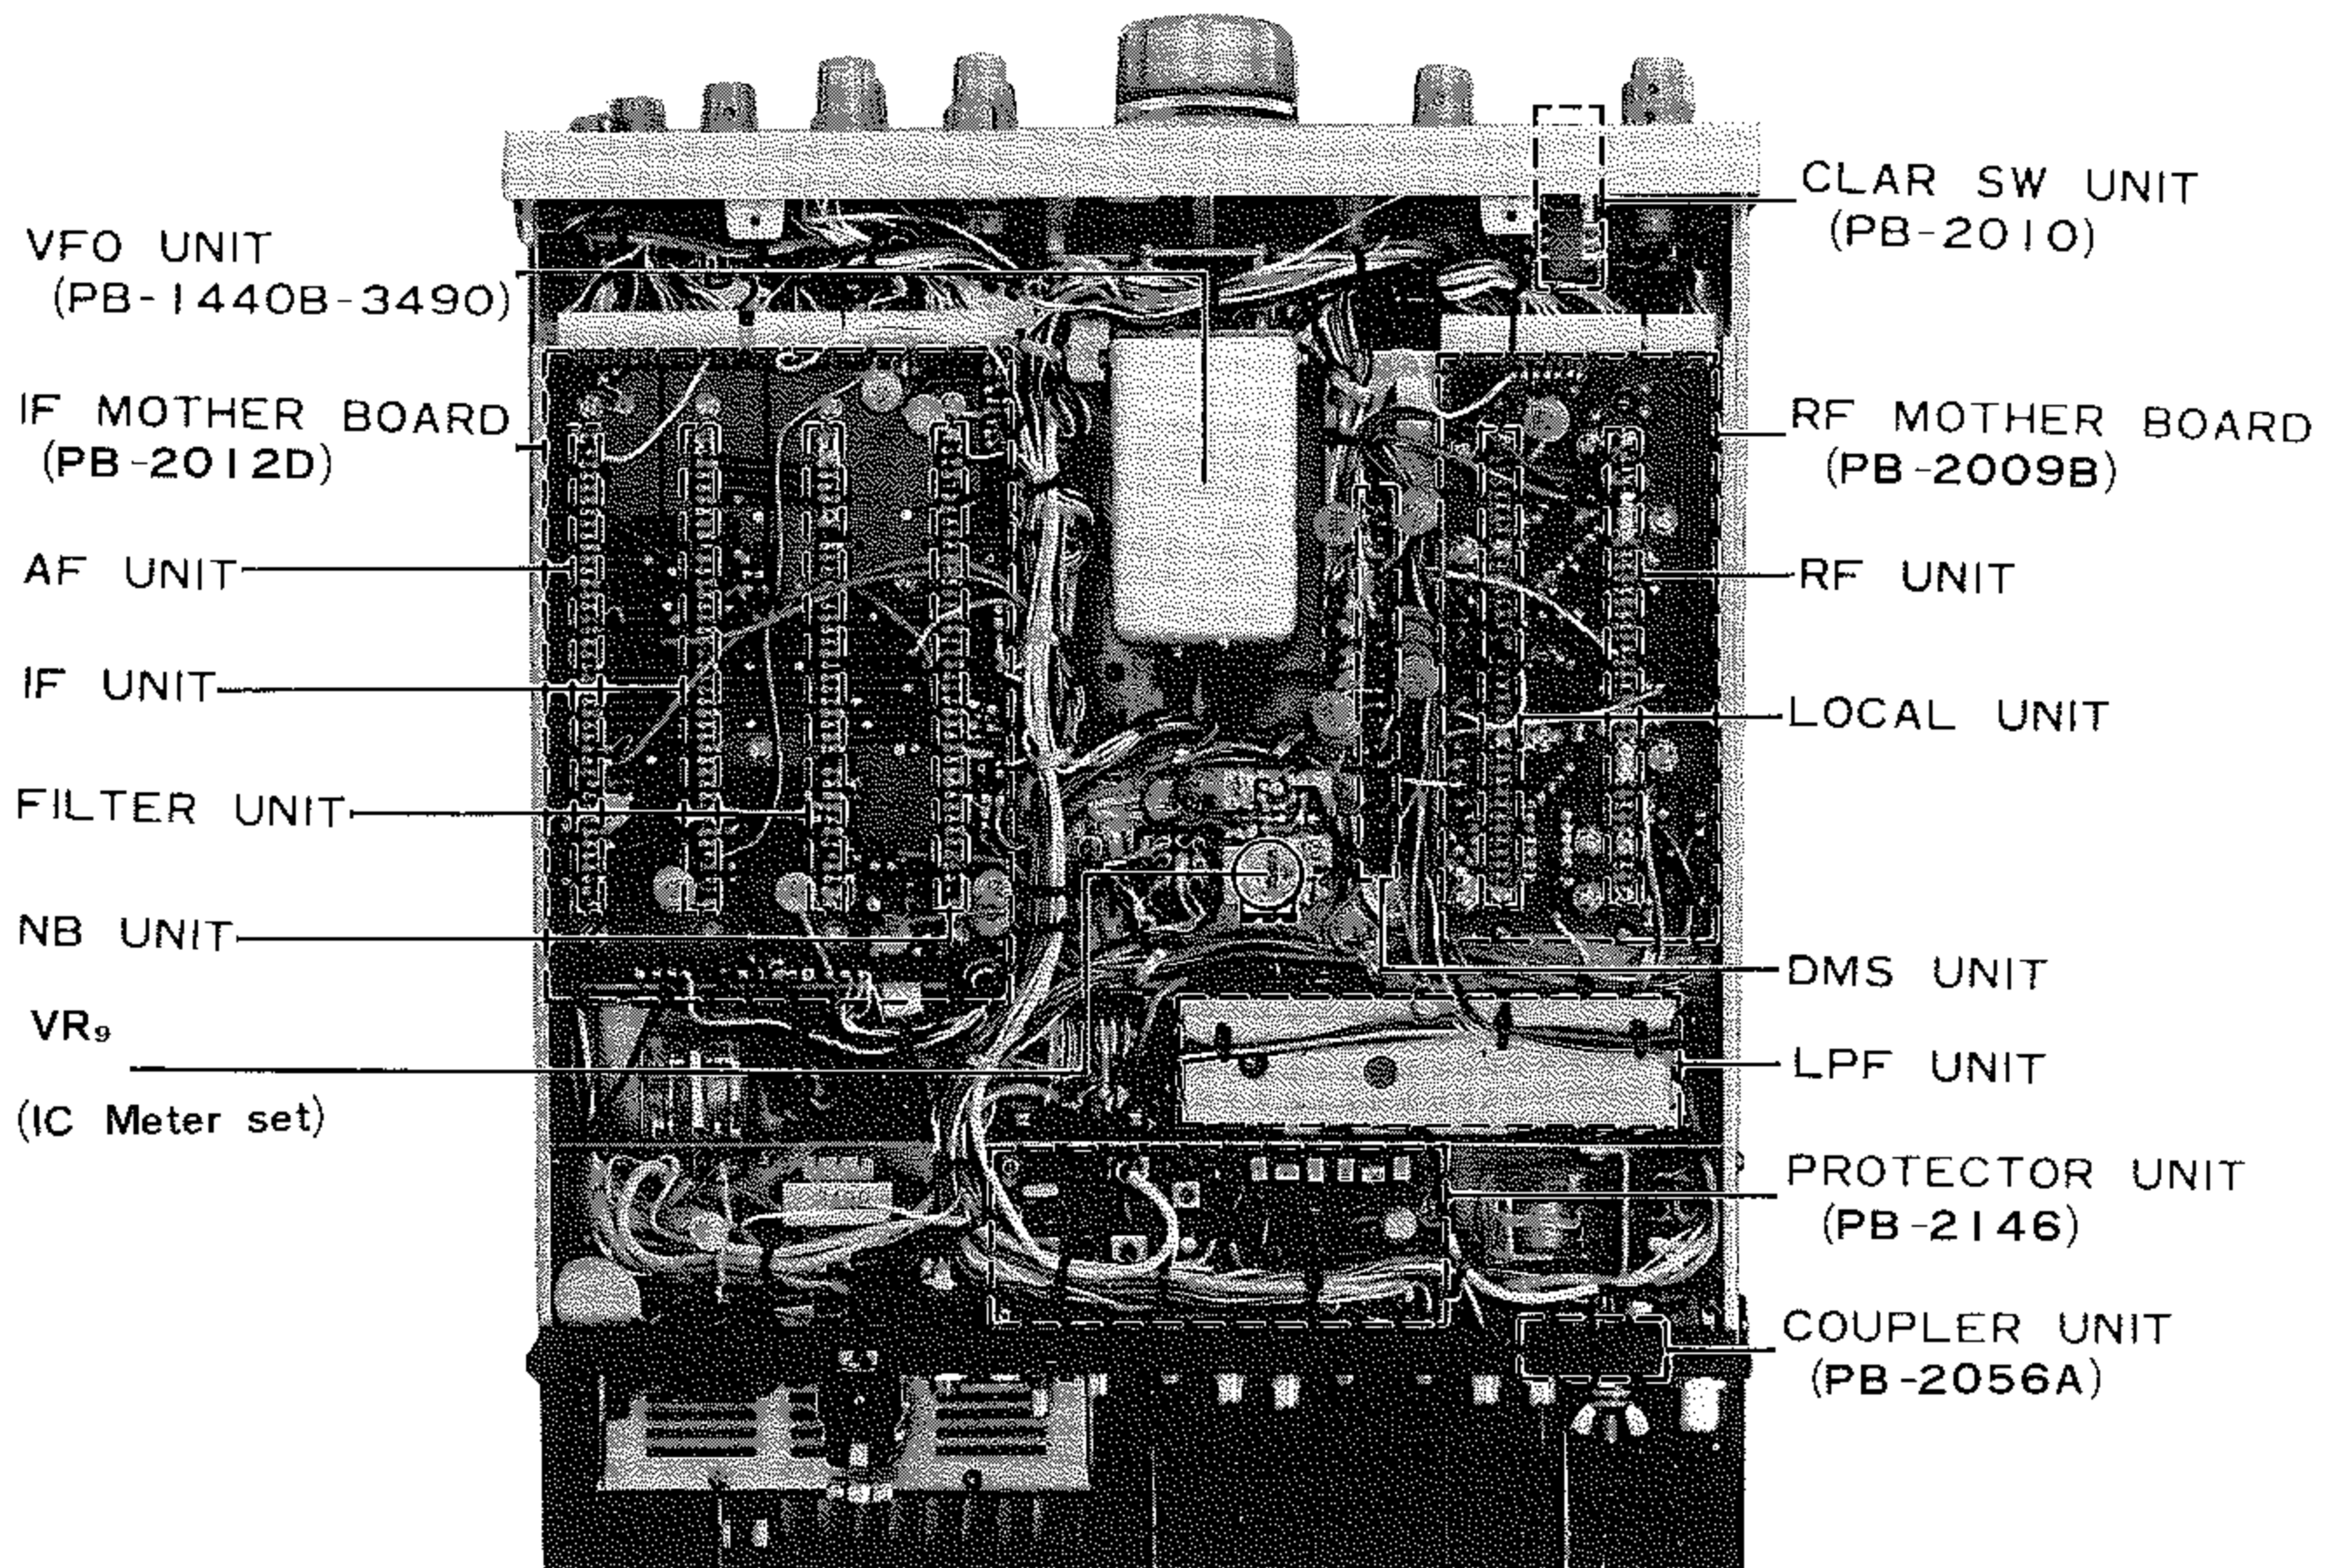 VFO UNIT
(PB-1440B-3490)
IF MOTHER BOARD
(PB-2012D)
AF UNIT
IF UNIT
FILTER UNIT
NB UNIT
VR₉
(IC Meter set)
CLAR SW UNIT
(PB-2010)
RF MOTHER BOARD
(PB-2009B)
RF UNIT
LOCAL UNIT
DMS UNIT
LPF UNIT
PROTECTOR UNIT
(PB-2146)
COUPLER UNIT
(PB-2056A)